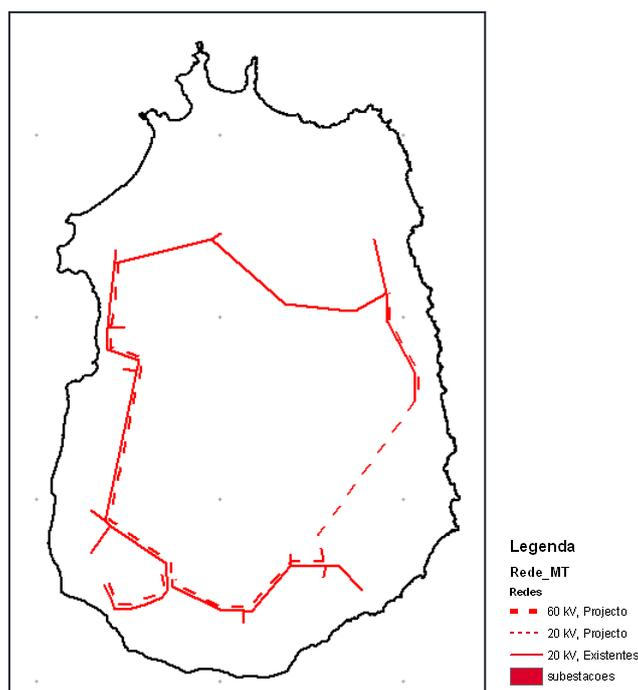 Legenda
Rede_MT
Redes
60 kV, Projecto
20 kV, Projecto
20 kV, Existentes
subestacoes